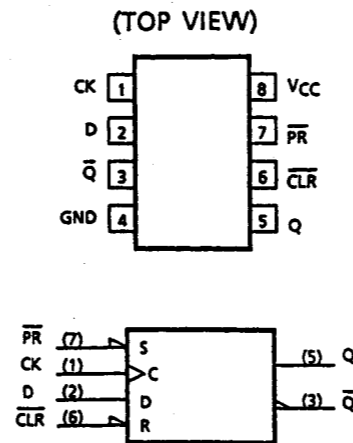 (TOP VIEW)
CK 1 8 VCC
D 2 7 P̅R̅
Q̅ 3 6 C̅L̅R̅
GND 4 5 Q
P̅R̅ (7) S
CK (1) C (5) Q
D (2) D (3) Q̅
C̅L̅R̅ (6) R